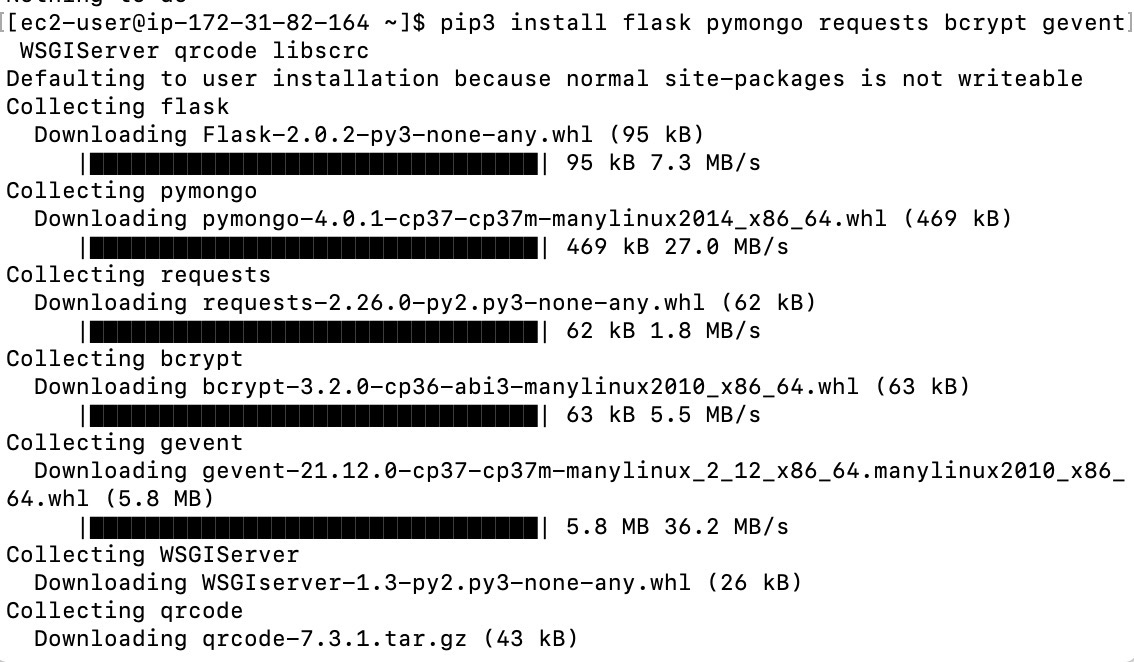 Nothing to do
[[ec2-user@ip-172-31-82-164 ~]$ pip3 install flask pymongo requests bcrypt gevent]
 WSGIServer qrcode libscrc
Defaulting to user installation because normal site-packages is not writeable
Collecting flask
  Downloading Flask-2.0.2-py3-none-any.whl (95 kB)
     |████████████████████████████████| 95 kB 7.3 MB/s
Collecting pymongo
  Downloading pymongo-4.0.1-cp37-cp37m-manylinux2014_x86_64.whl (469 kB)
     |████████████████████████████████| 469 kB 27.0 MB/s
Collecting requests
  Downloading requests-2.26.0-py2.py3-none-any.whl (62 kB)
     |████████████████████████████████| 62 kB 1.8 MB/s
Collecting bcrypt
  Downloading bcrypt-3.2.0-cp36-abi3-manylinux2010_x86_64.whl (63 kB)
     |████████████████████████████████| 63 kB 5.5 MB/s
Collecting gevent
  Downloading gevent-21.12.0-cp37-cp37m-manylinux_2_12_x86_64.manylinux2010_x86_
64.whl (5.8 MB)
     |████████████████████████████████| 5.8 MB 36.2 MB/s
Collecting WSGIServer
  Downloading WSGIserver-1.3-py2.py3-none-any.whl (26 kB)
Collecting qrcode
  Downloading qrcode-7.3.1.tar.gz (43 kB)